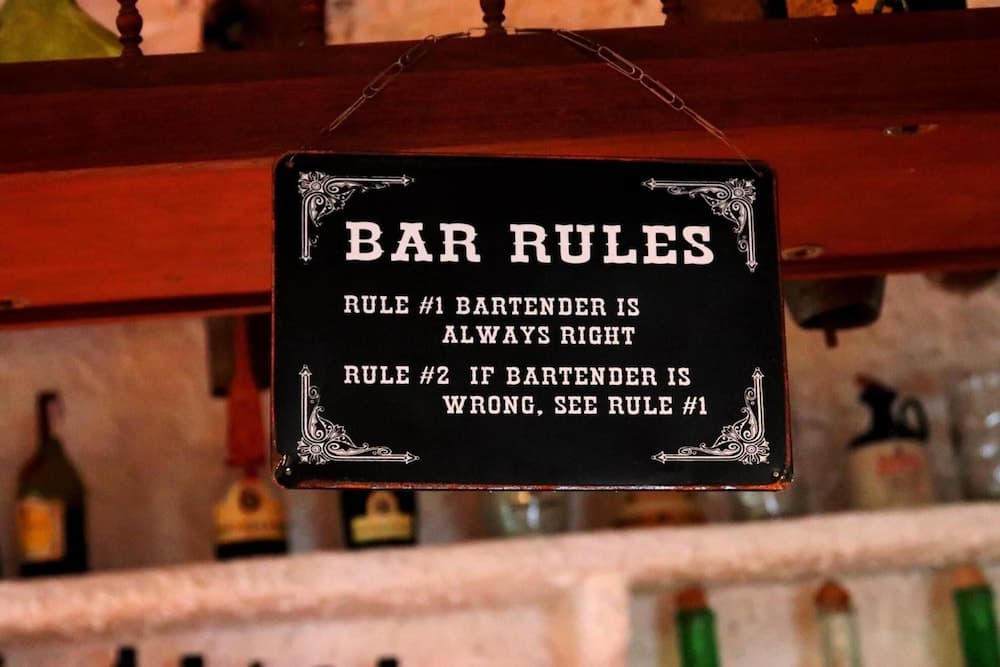 BAR RULES
RULE #1 BARTENDER IS
ALWAYS RIGHT
RULE #2 IF BARTENDER IS
WRONG, SEE RULE #1